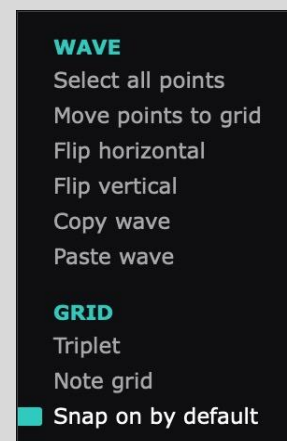 WAVE
Select all points
Move points to grid
Flip horizontal
Flip vertical
Copy wave
Paste wave
GRID
Triplet
Note grid
Snap on by default